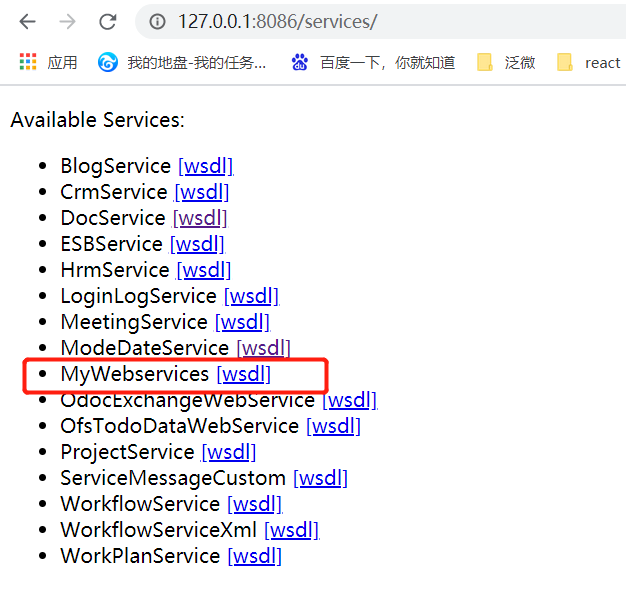 127.0.0.1:8086/services/
应用 我的地盘-我的任务... 百度一下，你就知道 泛微 react
Available Services:
BlogService [wsdl]
CrmService [wsdl]
DocService [wsdl]
ESBService [wsdl]
HrmService [wsdl]
LoginLogService [wsdl]
MeetingService [wsdl]
ModeDateService [wsdl]
MyWebservices [wsdl]
OdocExchangeWebService [wsdl]
OfsTodoDataWebService [wsdl]
ProjectService [wsdl]
ServiceMessageCustom [wsdl]
WorkflowService [wsdl]
WorkflowServiceXml [wsdl]
WorkPlanService [wsdl]